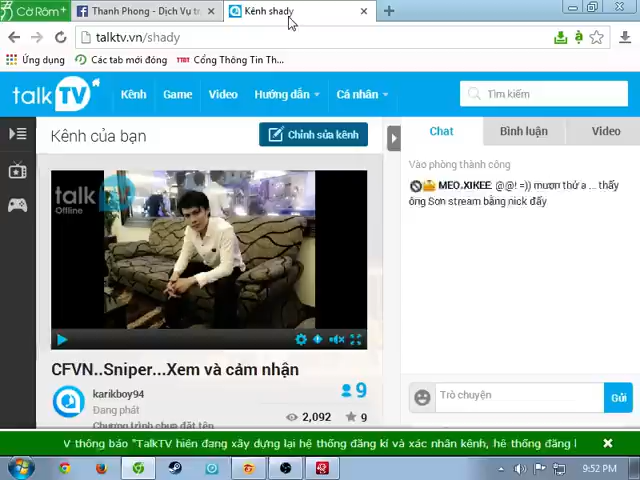 Cờ Rôm+
Thanh Phong - Dịch Vụ tr
Kênh shady
talktv.vn/shady
Ứng dụng
Các tab mới đóng
Cổng Thông Tin Th...
talkTV
Kênh
Game
Video
Hướng dẫn
Cá nhân
Tìm kiếm
Kênh của bạn
Chỉnh sửa kênh
Chat
Bình luận
Video
Vào phòng thành công
MEO.XIKEE: @@! =)) mượn thử a ... thấy
ông Sơn stream bằng nick đấy
talk
Offline
CFVN..Sniper...Xem và cảm nhận
karikboy94
9
Đang phát
Chương trình chưa đặt tên
2,092
9
Trò chuyện
Gửi
V thông báo "TalkTV hiện đang xây dựng lại hệ thống đăng kí và xác nhận kênh, hệ thống đăng
9:52 PM